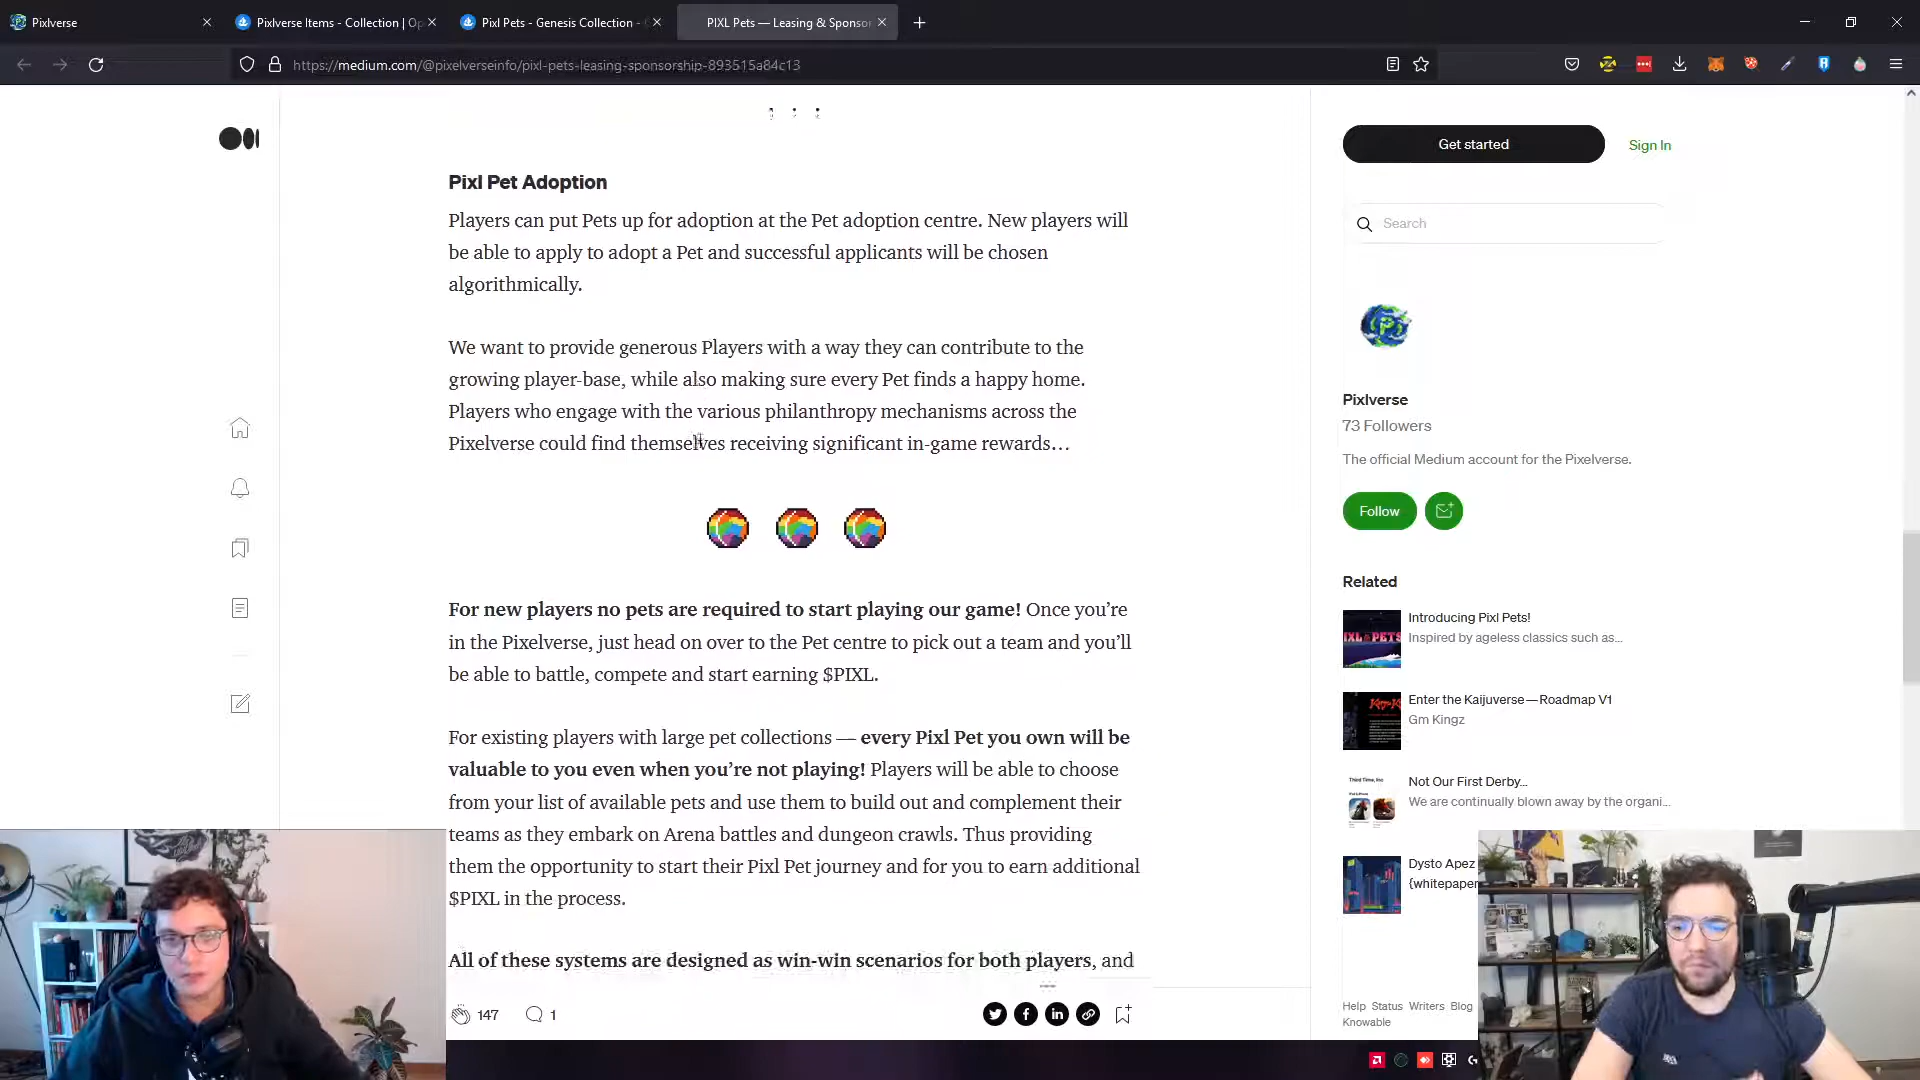 Pixlverse
Pixlverse Items - Collection | Op
Pixl Pets - Genesis Collection -
PIXL Pets — Leasing & Sponsor
https://medium.com/@pixelverseinfo/pixl-pets-leasing-sponsorship-893515a84c13
Pixl Pet Adoption
Players can put Pets up for adoption at the Pet adoption centre. New players will
be able to apply to adopt a Pet and successful applicants will be chosen
algorithmically.
We want to provide generous Players with a way they can contribute to the
growing player-base, while also making sure every Pet finds a happy home.
Players who engage with the various philanthropy mechanisms across the
Pixelverse could find themselves receiving significant in-game rewards…
For new players no pets are required to start playing our game! Once you’re
in the Pixelverse, just head on over to the Pet centre to pick out a team and you’ll
be able to battle, compete and start earning $PIXL.
For existing players with large pet collections — every Pixl Pet you own will be
valuable to you even when you’re not playing! Players will be able to choose
from your list of available pets and use them to build out and complement their
teams as they embark on Arena battles and dungeon crawls. Thus providing
them the opportunity to start their Pixl Pet journey and for you to earn additional
$PIXL in the process.
All of these systems are designed as win-win scenarios for both players, and
147
1
Get started
Sign In
Search
Pixlverse
73 Followers
The official Medium account for the Pixelverse.
Follow
Related
Introducing Pixl Pets!
Inspired by ageless classics such as...
Enter the Kaijuverse — Roadmap V1
Gm Kingz
Not Our First Derby...
We are continually blown away by the organi...
Dysto Apez
{whitepaper
Help Status Writers Blog
Knowable